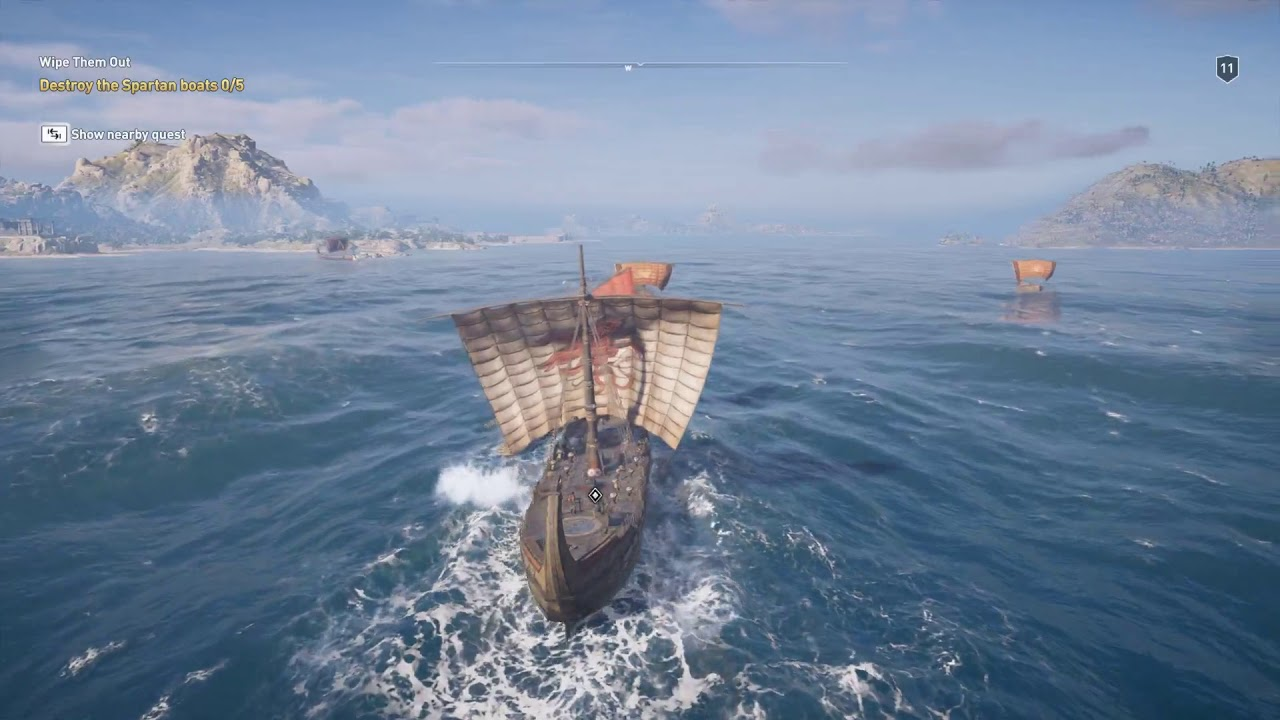 Wipe Them Out
Destroy the Spartan boats 0/5
Show nearby quest
W
11